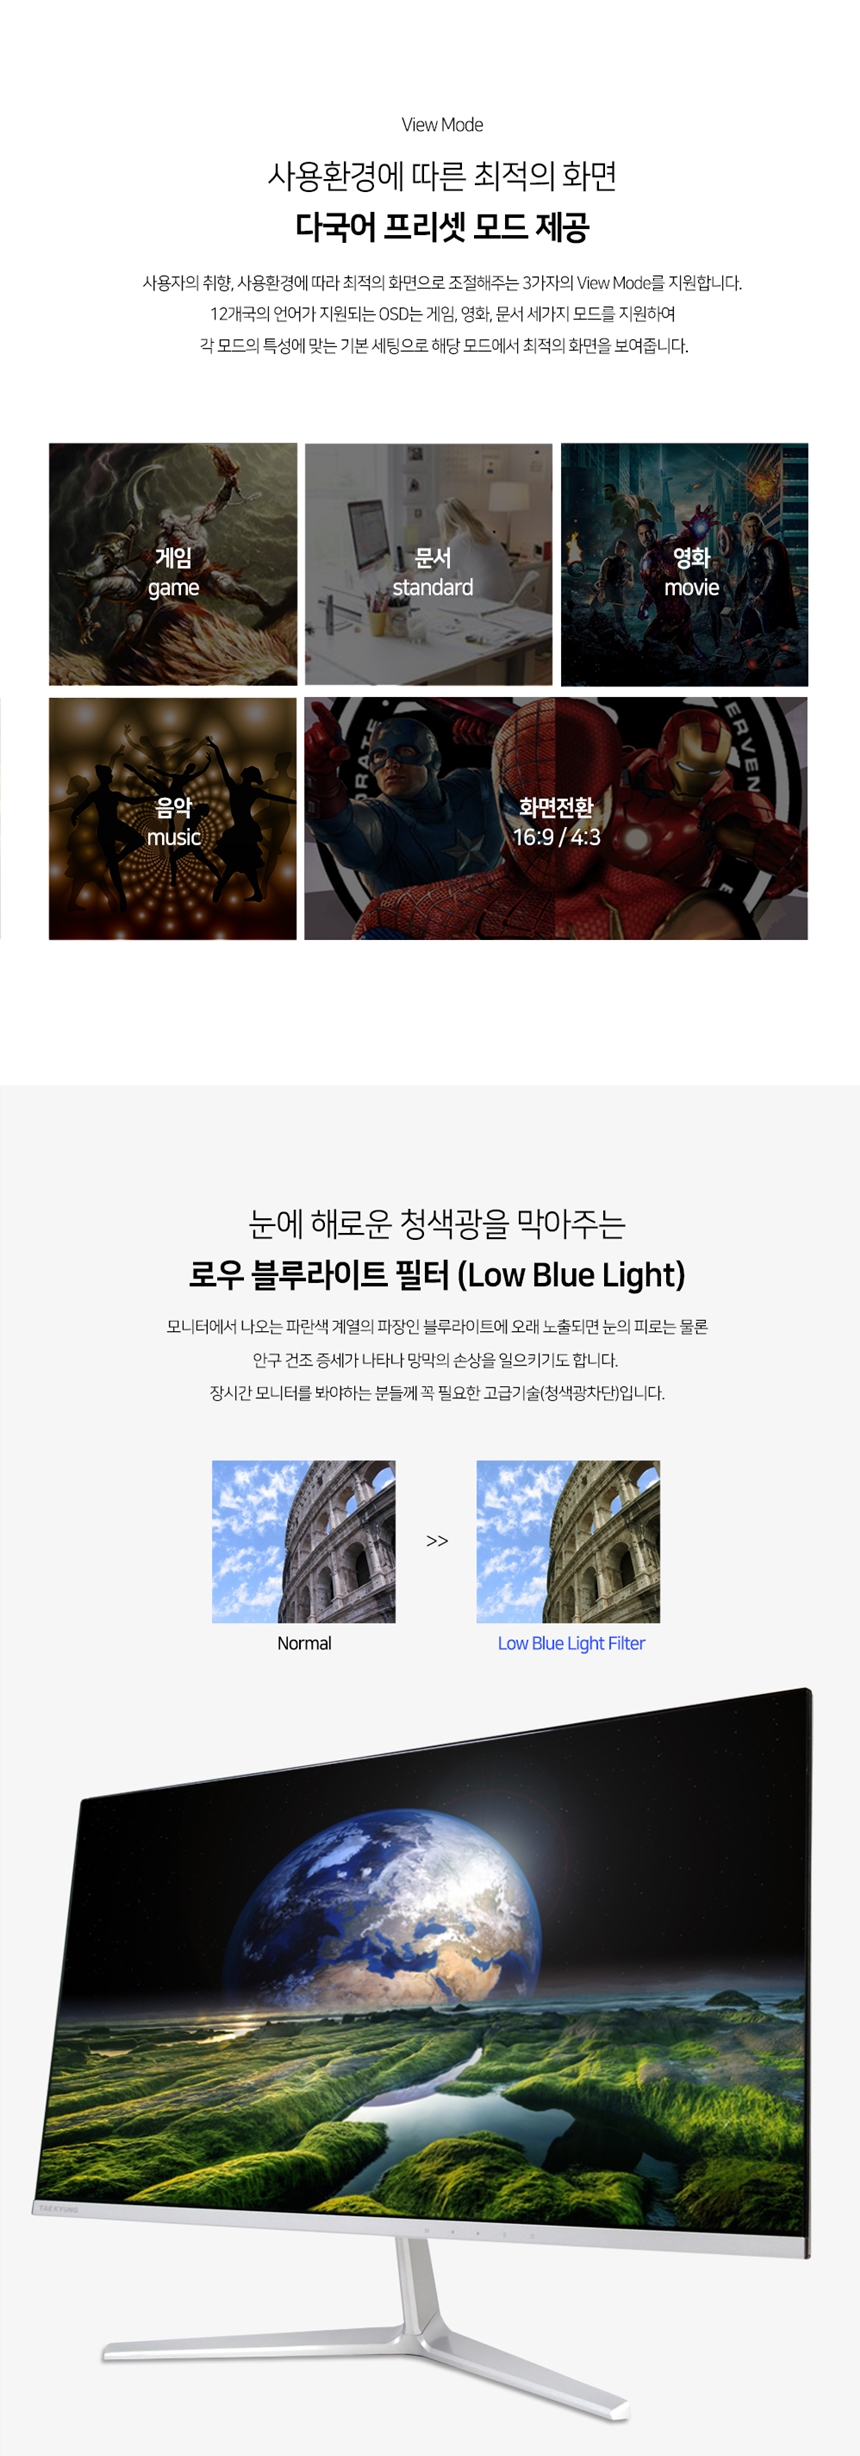 View Mode
사용환경에 따른 최적의 화면
다국어 프리셋 모드 제공
사용자의 취향, 사용환경에 따라 최적의 화면으로 조절해주는 3가자의 View Mode를 지원합니다.
12개국의 언어가 지원되는 OSD는 게임, 영화, 문서 세가지 모드를 지원하여
각 모드의 특성에 맞는 기본 세팅으로 해당 모드에서 최적의 화면을 보여줍니다.
게임
game
문서
standard
영화
movie
음악
music
화면전환
16:9 / 4:3
눈에 해로운 청색광을 막아주는
로우 블루라이트 필터 (Low Blue Light)
모니터에서 나오는 파란색 계열의 파장인 블루라이트에 오래 노출되면 눈의 피로는 물론
안구 건조 증세가 나타나 망막의 손상을 일으키기도 합니다.
장시간 모니터를 봐야하는 분들께 꼭 필요한 고급기술(청색광차단)입니다.
>>
Normal
Low Blue Light Filter
TAEKYUNG